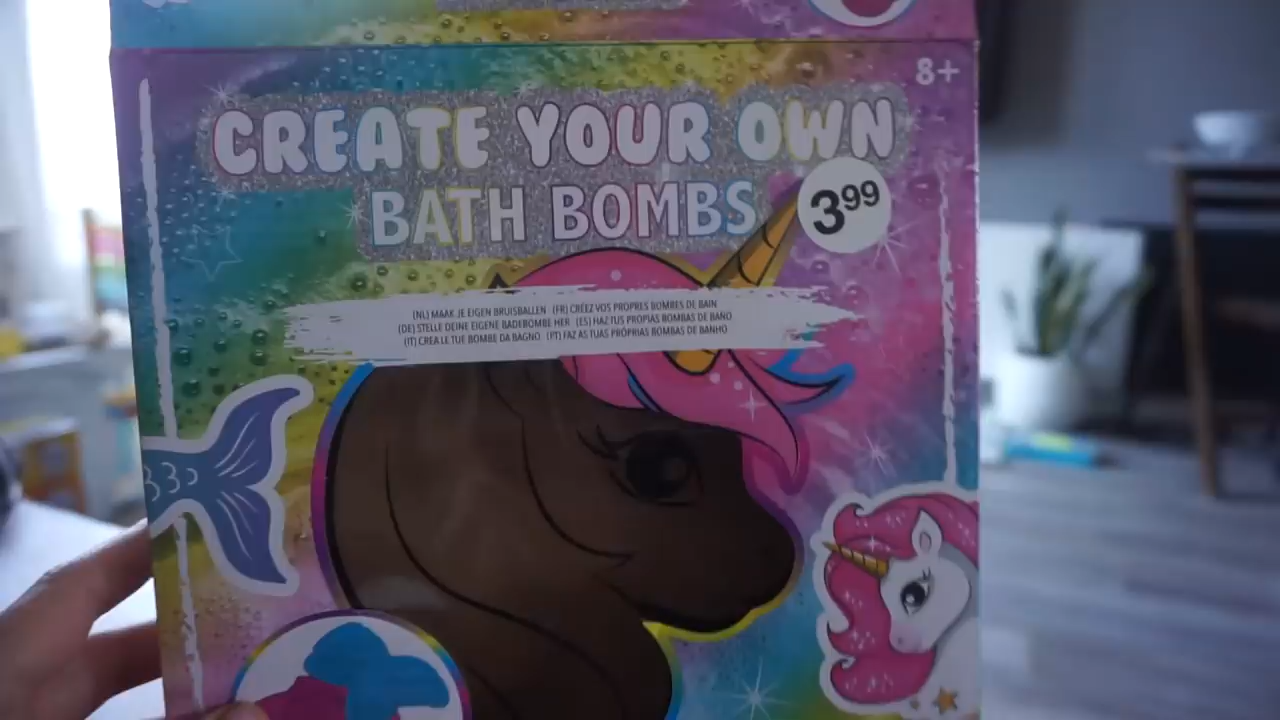 8+
CREATE YOUR OWN
BATH BOMBS
3.99
(NL) MAAK JE EIGEN BRUISBALLEN (FR) CRÉEZ VOS PROPRES BOMBES DE BAIN
(DE) STELLE DEINE EIGENE BADEBOMBE HER (ES) HAZ TUS PROPIAS BOMBAS DE BAÑO
(IT) CREA LE TUE BOMBE DA BAGNO (PT) FAZ AS TUAS PRÓPRIAS BOMBAS DE BANHO